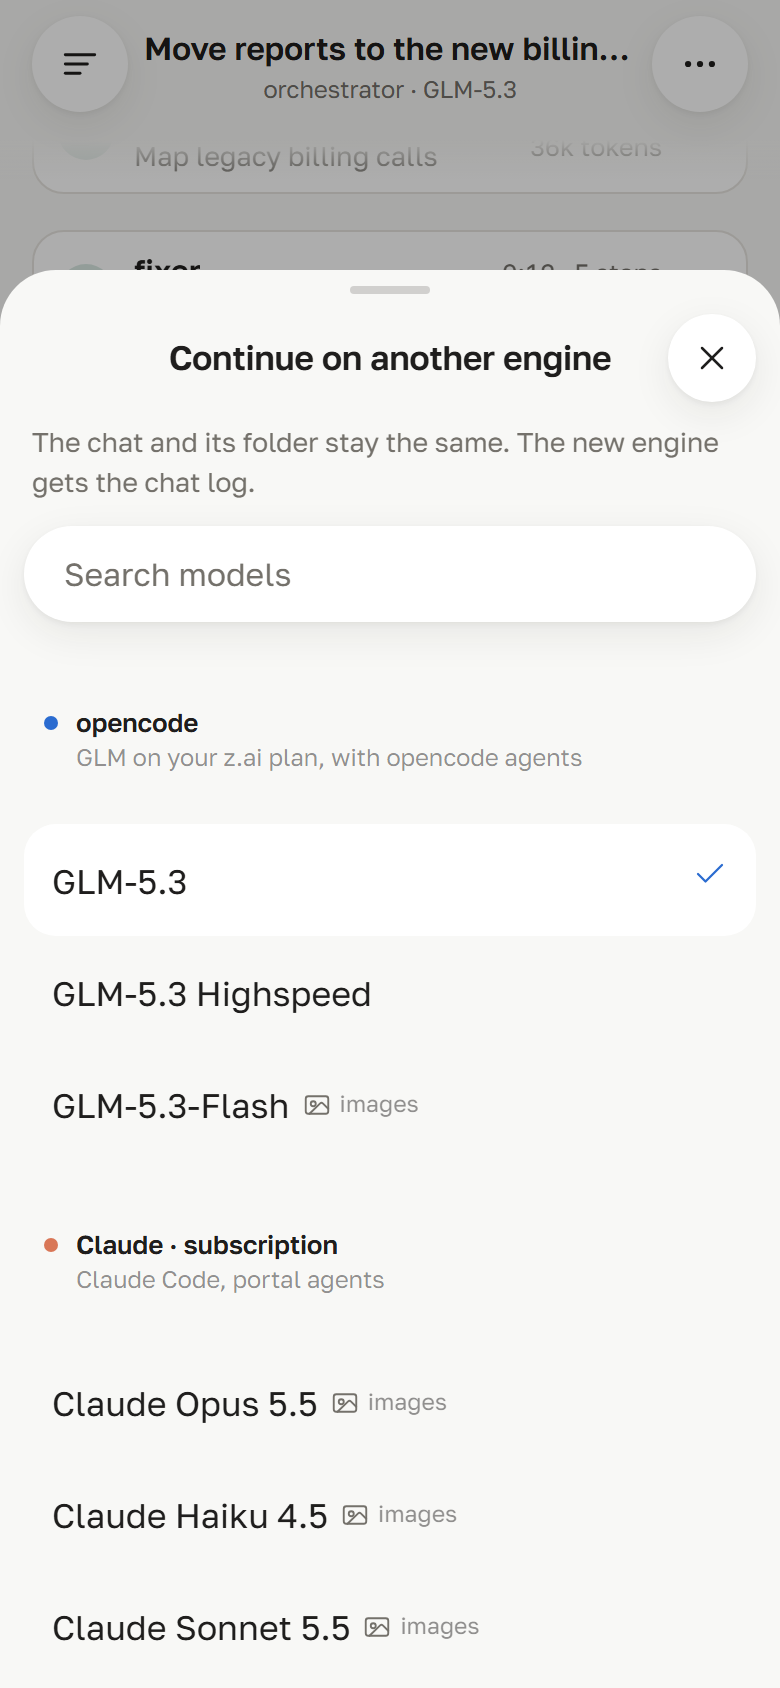 Move reports to the new billin...
orchestrator · GLM-5.3
Map legacy billing calls
36k tokens
fixer
The chat and its folder stay the same. The new engine
gets the chat log.
Continue on another engine
Search models
opencode
GLM on your z.ai plan, with opencode agents
GLM-5.3
GLM-5.3 Highspeed
GLM-5.3-Flash images
Claude · subscription
Claude Code, portal agents
Claude Opus 5.5 images
Claude Haiku 4.5 images
Claude Sonnet 5.5 images